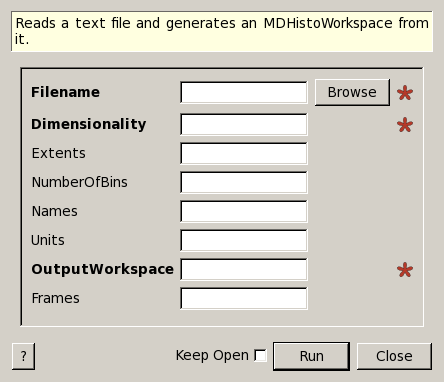 Reads a text file and generates an MDHistoWorkspace from
it.
Filename Browse *
Dimensionality *
Extents
NumberOfBins
Names
Units
OutputWorkspace *
Frames
? Keep Open Run Close